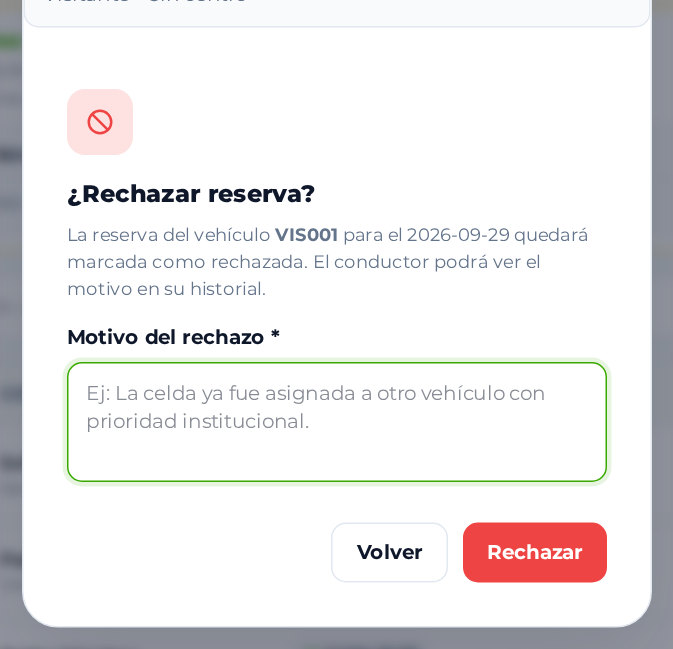 ¿Rechazar reserva?
La reserva del vehículo VIS001 para el 2026-09-29 quedará
marcada como rechazada. El conductor podrá ver el
motivo en su historial.
Motivo del rechazo *
Ej: La celda ya fue asignada a otro vehículo con
prioridad institucional.
Volver
Rechazar